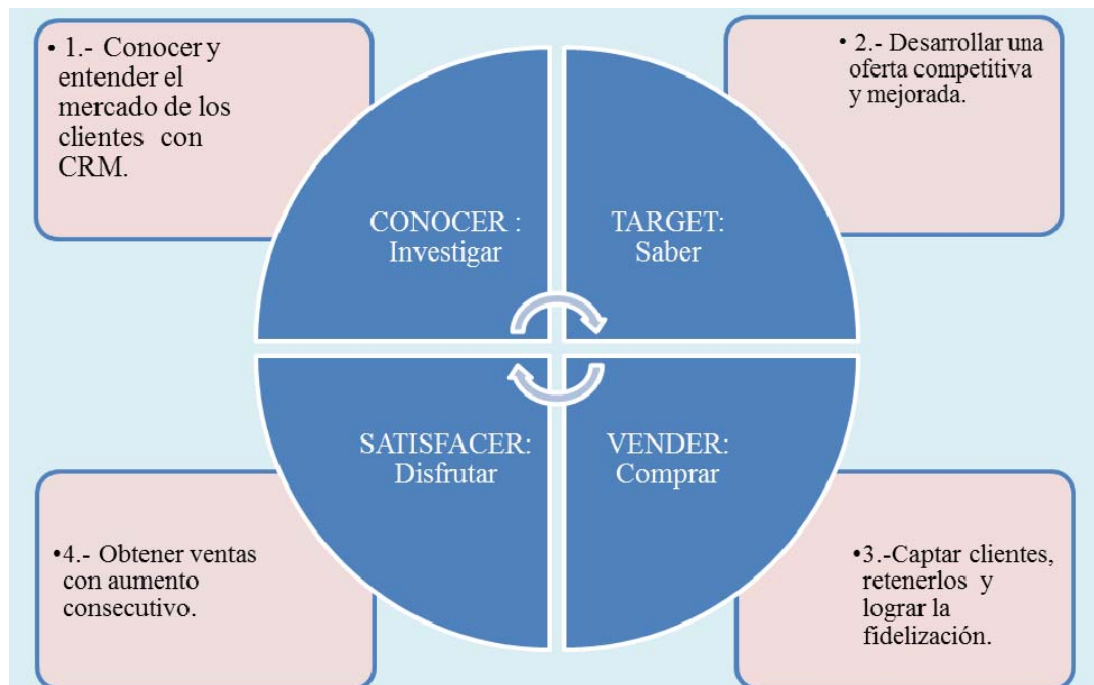 • 1.- Conocer y
entender el
mercado de los
clientes con
CRM.
• 2.- Desarrollar una
oferta competitiva
y mejorada.
CONOCER :
Investigar
TARGET:
Saber
SATISFACER:
Disfrutar
VENDER:
Comprar
•4.- Obtener ventas
con aumento
consecutivo.
•3.-Captar clientes,
retenerlos y
lograr la
fidelización.